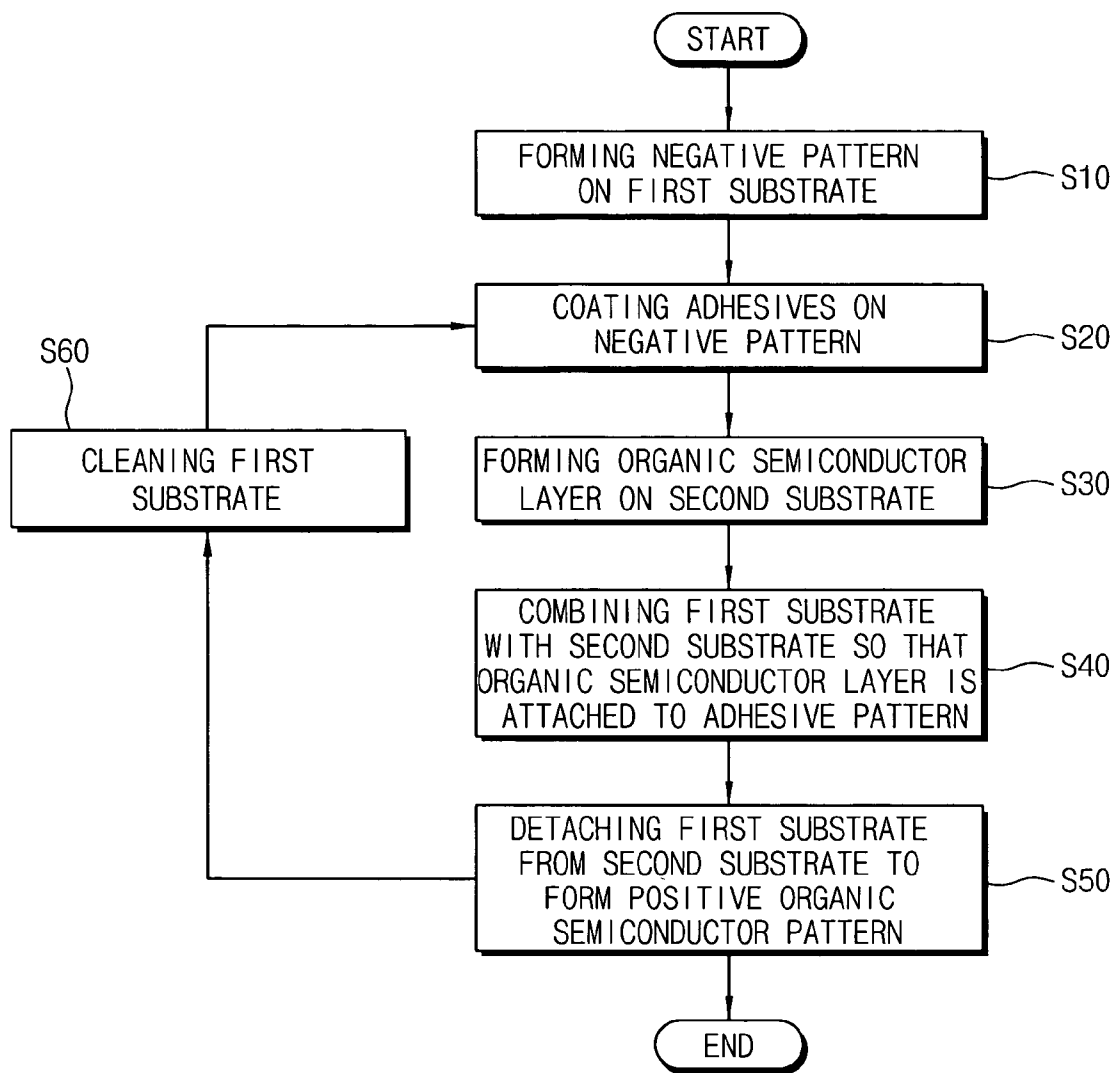 START
FORMING NEGATIVE PATTERN
ON FIRST SUBSTRATE
S10
COATING ADHESIVES ON
NEGATIVE PATTERN
S20
S60
CLEANING FIRST
SUBSTRATE
FORMING ORGANIC SEMICONDUCTOR
LAYER ON SECOND SUBSTRATE
S30
COMBINING FIRST SUBSTRATE
WITH SECOND SUBSTRATE SO THAT
ORGANIC SEMICONDUCTOR LAYER IS
ATTACHED TO ADHESIVE PATTERN
S40
DETACHING FIRST SUBSTRATE
FROM SECOND SUBSTRATE TO
FORM POSITIVE ORGANIC
SEMICONDUCTOR PATTERN
S50
END